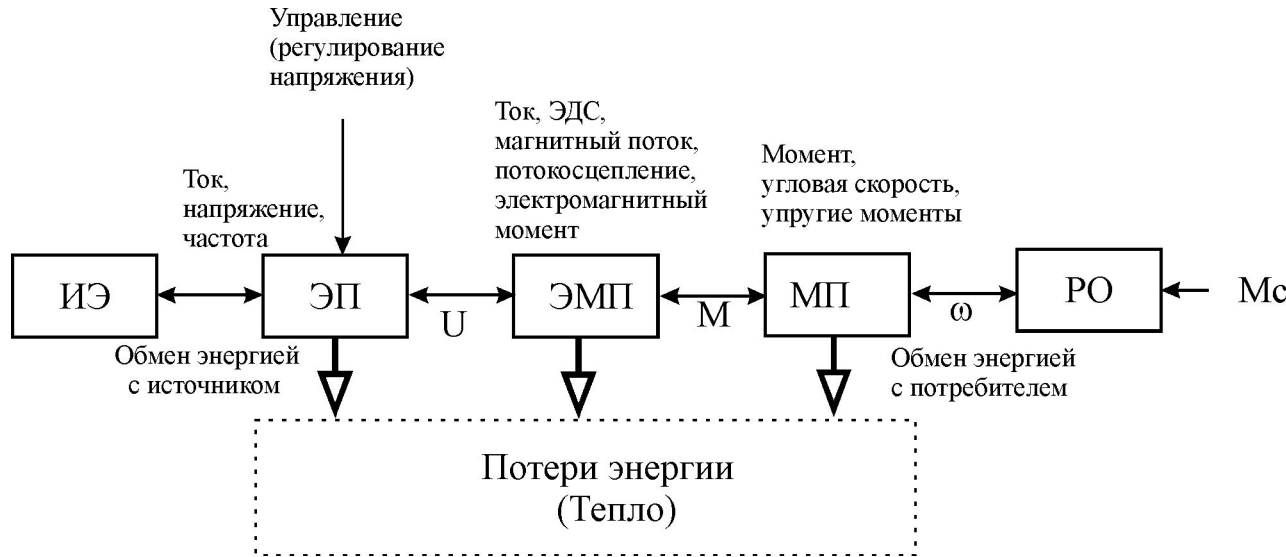 Управление
(регулирование
напряжения)
Ток,
напряжение,
частота
Ток, ЭДС,
магнитный поток,
потокосцепление,
электромагнитный
момент
Момент,
угловая скорость,
упругие моменты
ИЭ
ЭП
U
ЭМП
М
МП
ω
РО
Мс
Обмен энергией
с источником
Обмен энергией
с потребителем
Потери энергии
(Тепло)